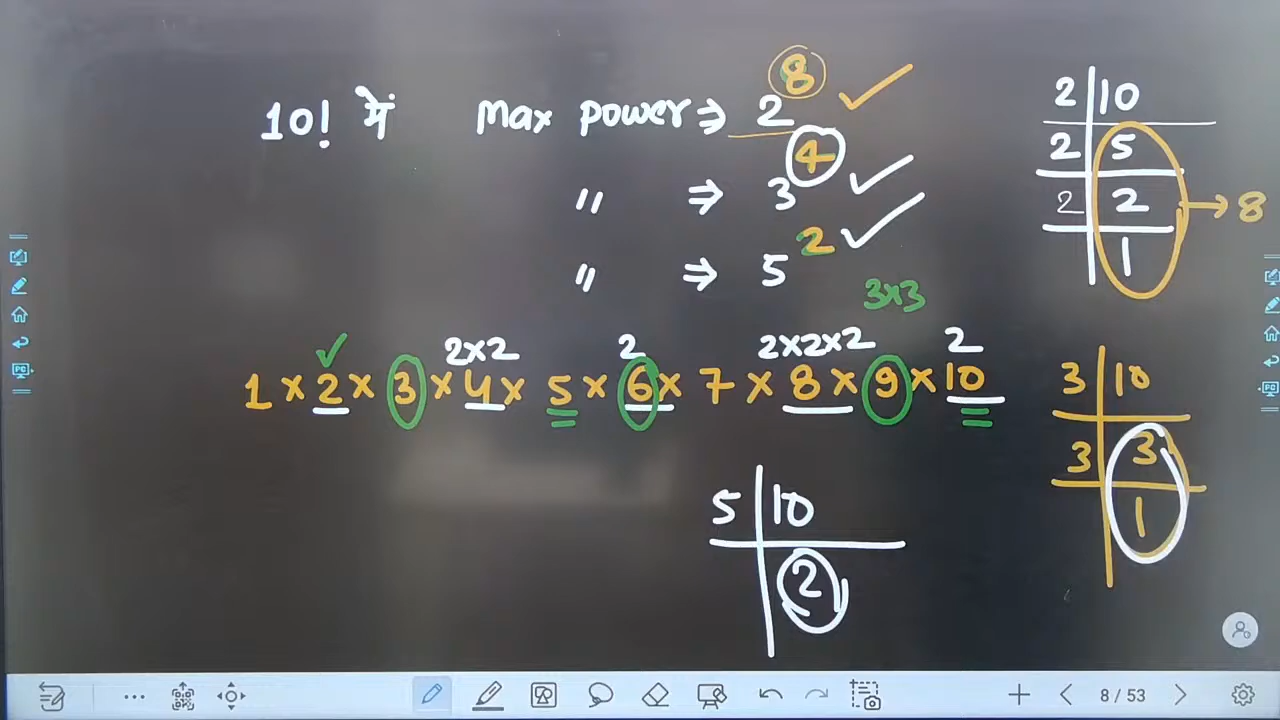 10! में Max power ⇒ 2^8 ✓
〃 ⇒ 3^4 ✓
〃 ⇒ 5^2 ✓
2 | 10
2 | 5
2 | 2 → 8
1
3×3
✓ 2×2 2 2×2×2 2
1 × 2 × 3 × 4 × 5 × 6 × 7 × 8 × 9 × 10
3 | 10
3 | 3
1
5 | 10
2
PC
PC
8 / 53